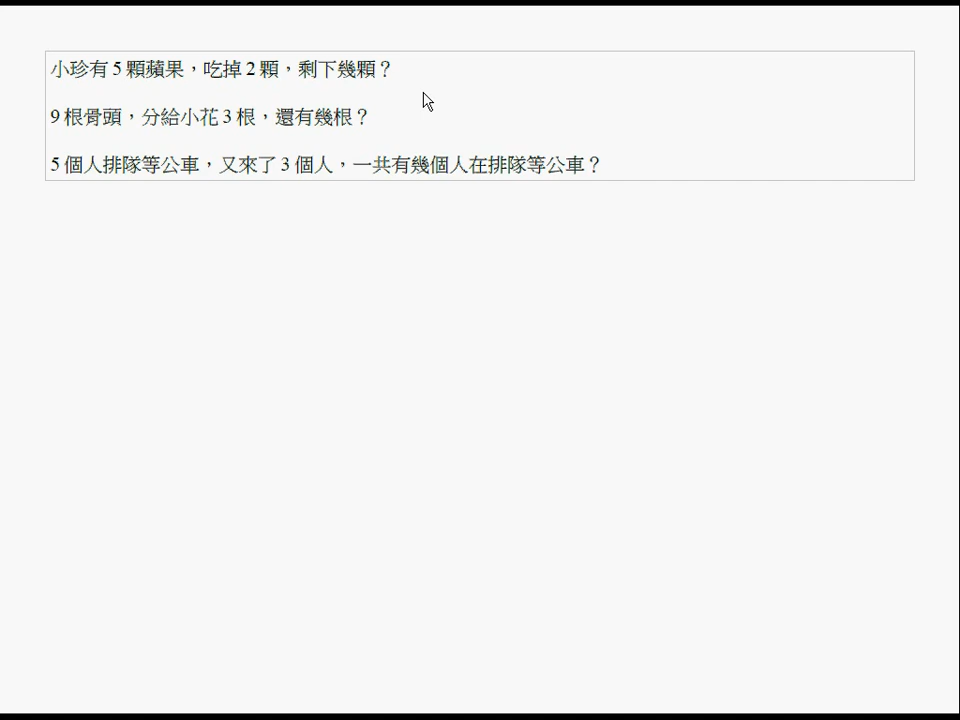 小珍有 5 顆蘋果，吃掉 2 顆，剩下幾顆？
9 根骨頭，分給小花 3 根，還有幾根？
5 個人排隊等公車，又來了 3 個人，一共有幾個人在排隊等公車？